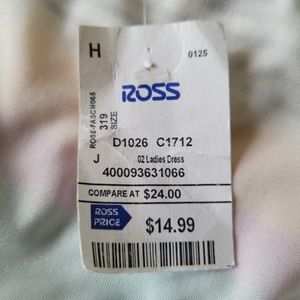 H
0125
ROSS
ROSE-PASCH065
319
SIZE
D1026 C1712
J
02 Ladies Dress
400093631066
COMPARE AT $24.00
ROSS
PRICE
$14.99